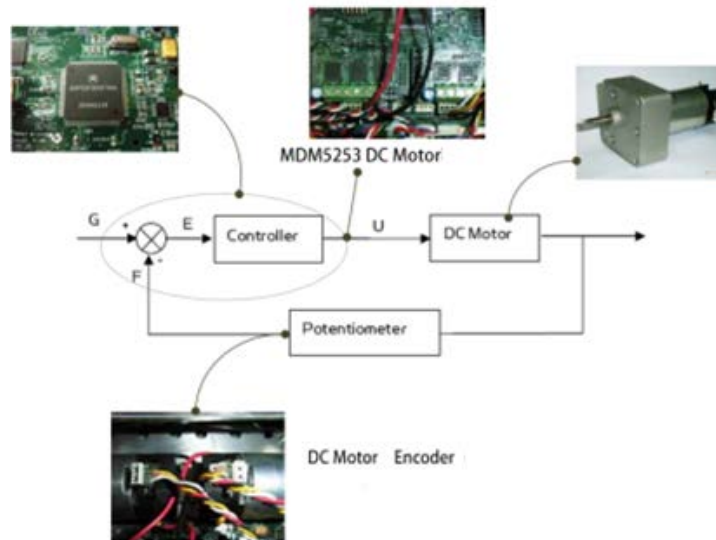 MDM5253 DC Motor
G
+
E
Controller
U
DC Motor
F
-
Potentiometer
DC Motor Encoder